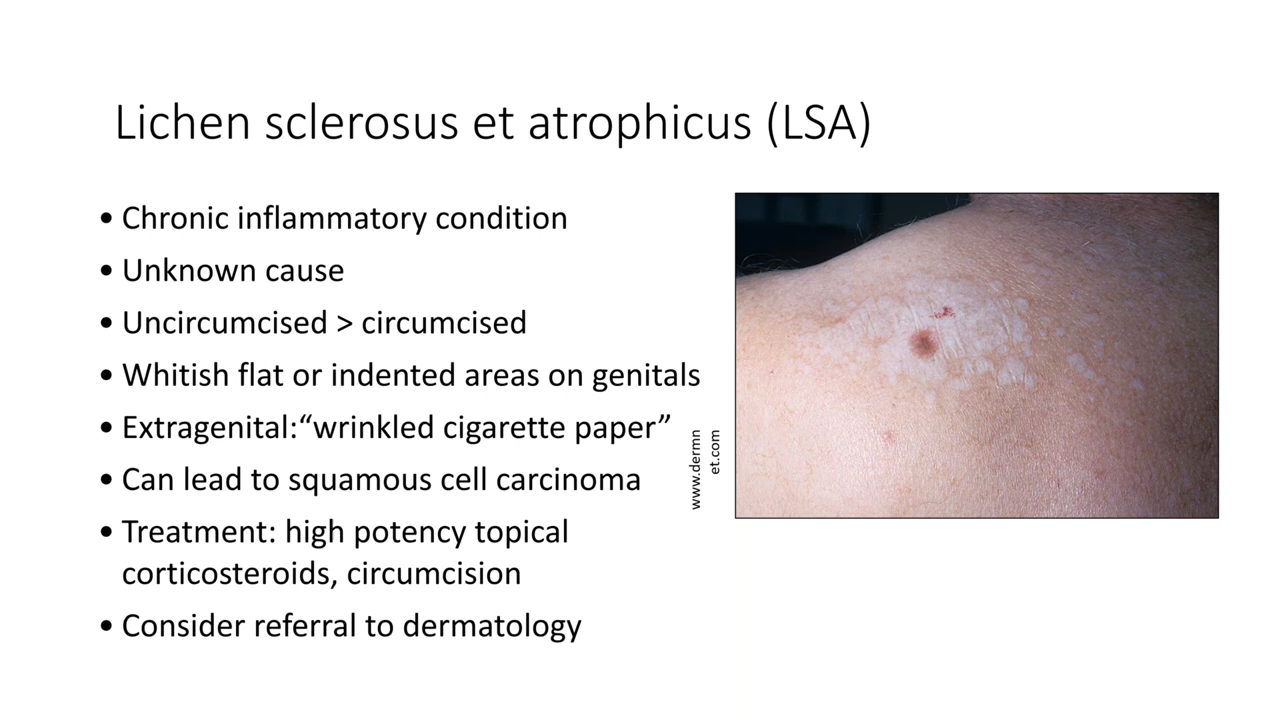 Lichen sclerosus et atrophicus (LSA)
• Chronic inflammatory condition
• Unknown cause
• Uncircumcised > circumcised
• Whitish flat or indented areas on genitals
• Extragenital:“wrinkled cigarette paper”
• Can lead to squamous cell carcinoma
• Treatment: high potency topical
corticosteroids, circumcision
• Consider referral to dermatology
www.dermn
et.com